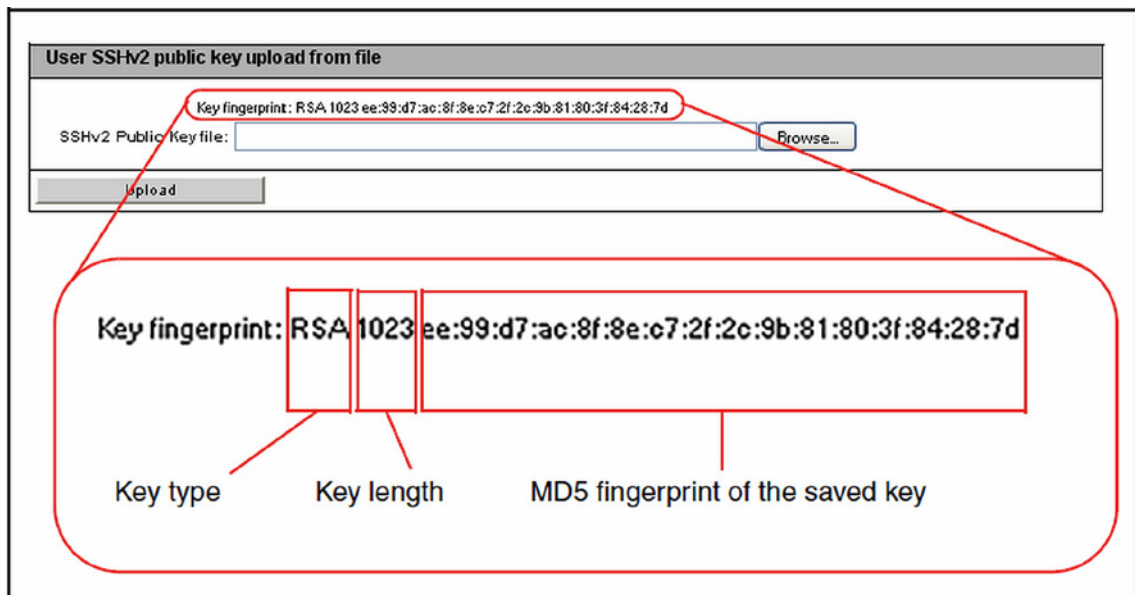 User SSHv2 public key upload from file
Key fingerprint: RSA 1023 ee:99:d7:ac:8f:8e:c7:2f:2c:9b:81:80:3f:84:28:7d
SSHv2 Public Key file: Browse...
Upload
Key fingerprint: RSA 1023 ee:99:d7:ac:8f:8e:c7:2f:2c:9b:81:80:3f:84:28:7d
Key type Key length MD5 fingerprint of the saved key